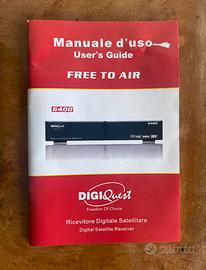 Manuale d'uso
User's Guide
FREE TO AIR
6400
6400
DIGIQuest
Freedom Of Choice
Ricevitore Digitale Satellitare
Digital Satellite Receiver
subito